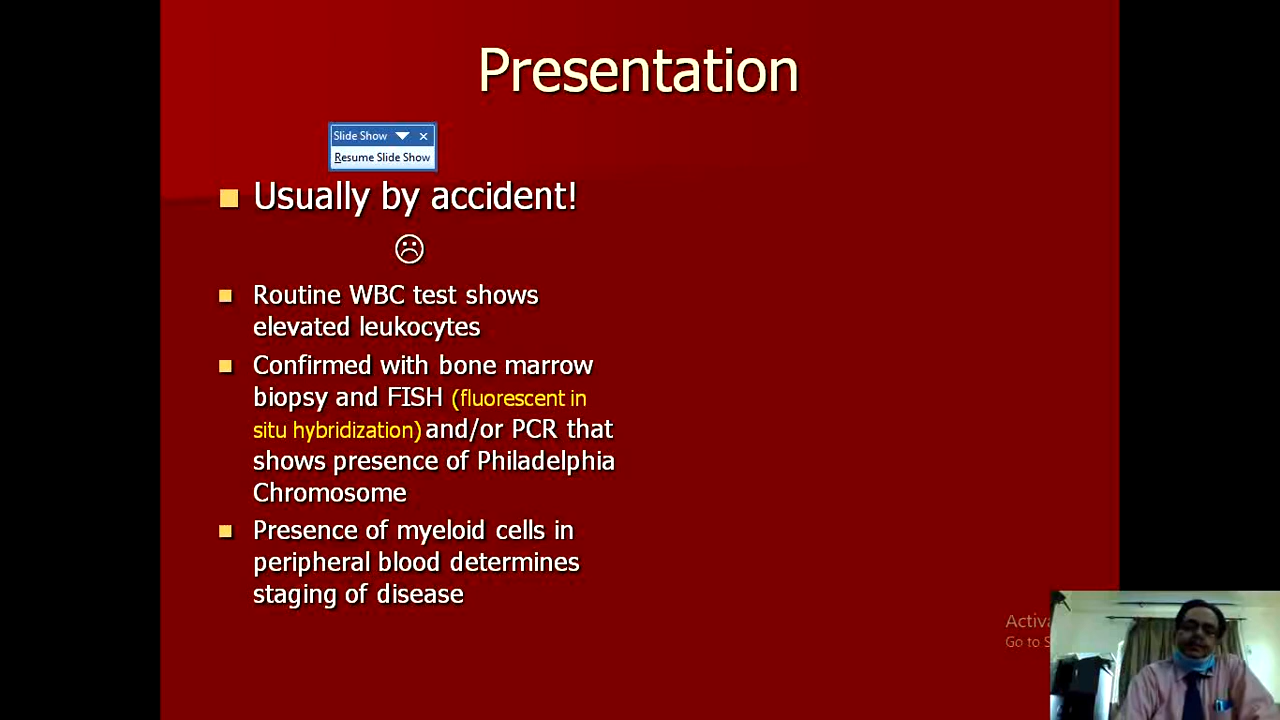 Presentation
Slide Show
Resume Slide Show
Usually by accident!
Routine WBC test shows
elevated leukocytes
Confirmed with bone marrow
biopsy and FISH (fluorescent in
situ hybridization) and/or PCR that
shows presence of Philadelphia
Chromosome
Presence of myeloid cells in
peripheral blood determines
staging of disease
Activa
Go to S